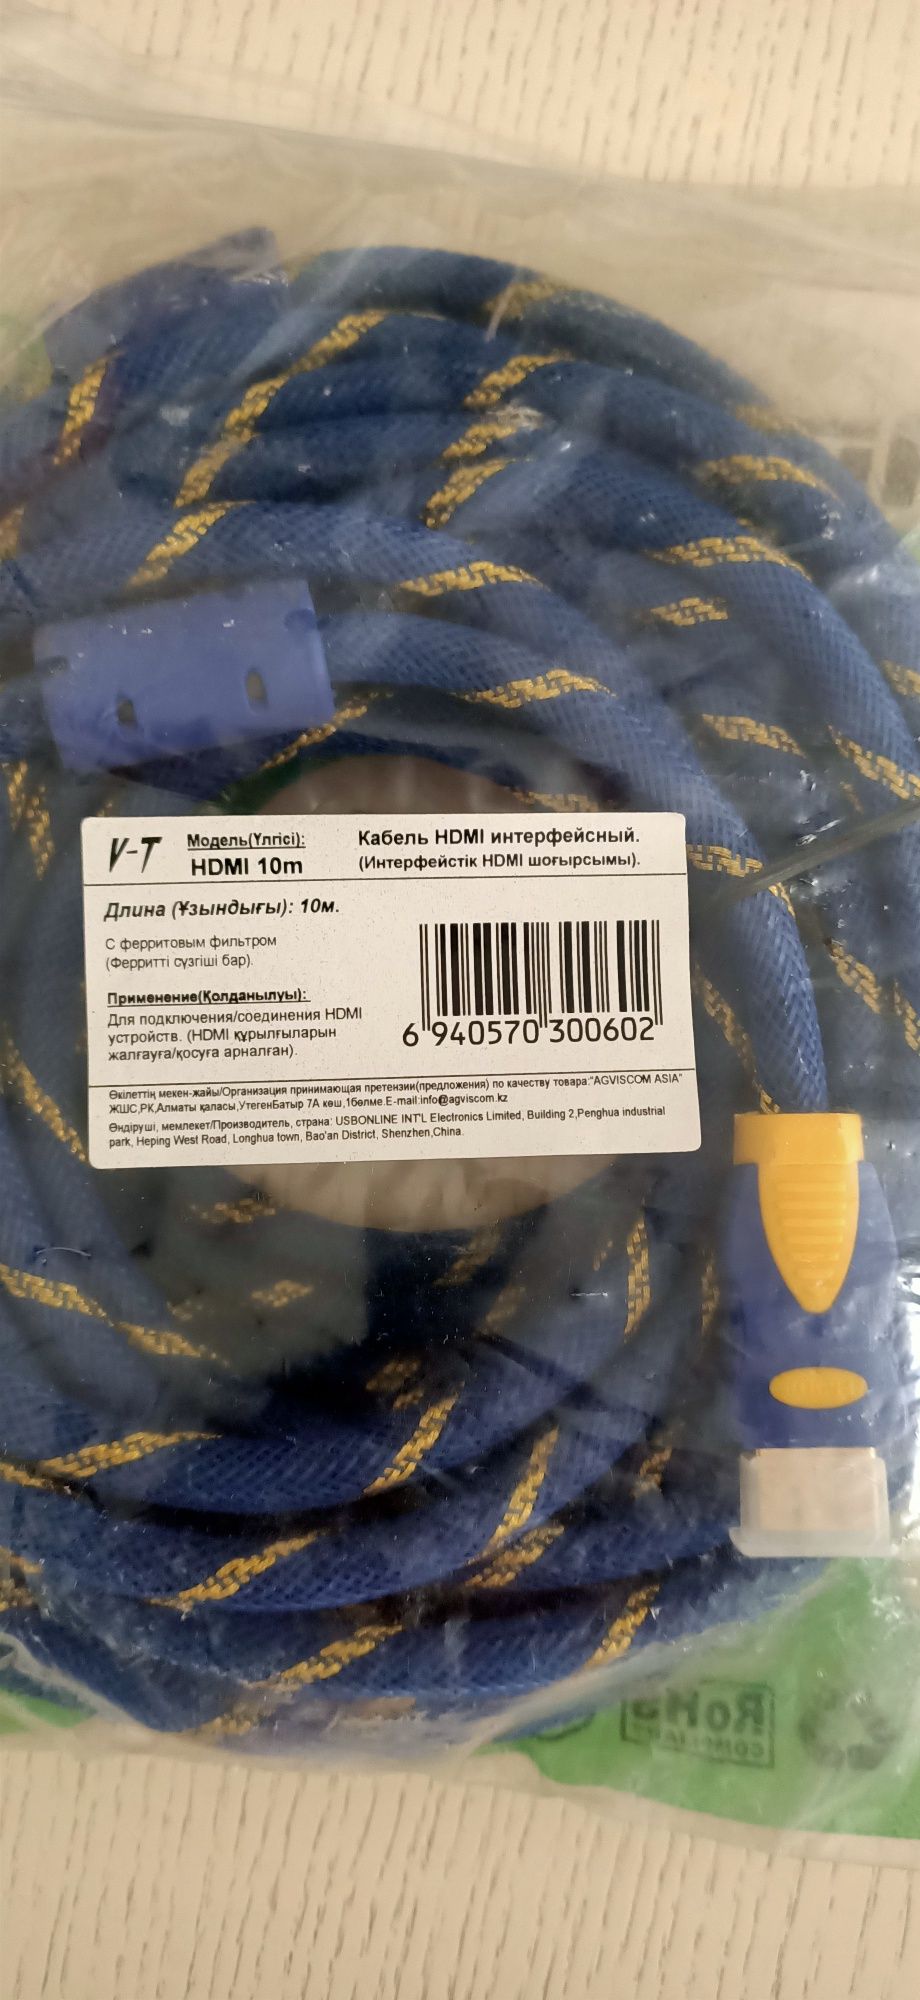 V-T
Модель(Үлгісі):
HDMI 10m
Кабель HDMI интерфейсный.
(Интерфейстік HDMI шоғырсымы).
Длина (Ұзындығы): 10м.
С ферритовым фильтром
(Ферритті сүзгіші бар).
Применение(Қолданылуы):
Для подключения/соединения HDMI
устройств. (HDMI құрылғыларын
жалғауға/қосуға арналған).
6 940570 300602
Өкілеттің мекен-жайы/Организация принимающая претензии(предложения) по качеству товара:"AGVISCOM ASIA"
ЖШС,РК,Алматы қаласы,УтегенБатыр 7А көш,16өлме.E-mail:info@agviscom.kz
Өндіруші, мемлекет/Производитель, страна: USBONLINE INT'L Electronics Limited, Building 2,Penghua industrial
park, Heping West Road, Longhua town, Bao'an District, Shenzhen,China.
RoHS
COMPLIANT